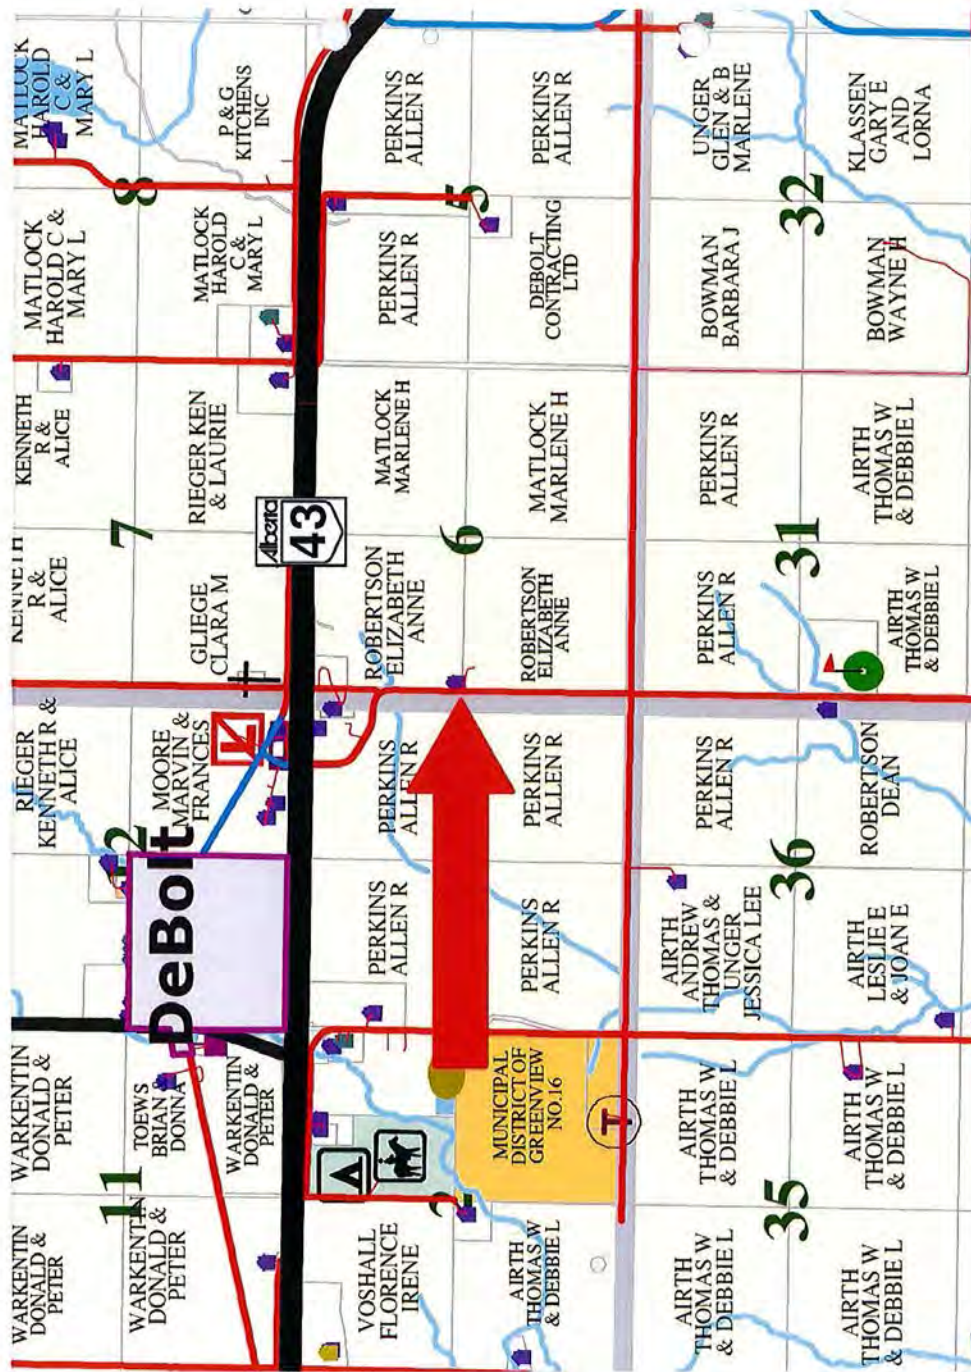 MATLOCK
HAROLD
C &
MARY L
P & G
KITCHENS
INC
PERKINS
ALLEN R
PERKINS
ALLEN R
UNGER
GLEN & B
MARLENE
KLASSEN
GARY E
AND
LORNA
8
5
32
MATLOCK
HAROLD C &
MARY L
MATLOCK
HAROLD
C &
MARY L
PERKINS
ALLEN R
DEBOLT
CONTRACTING
LTD
BOWMAN
BARBARA J
BOWMAN
WAYNE H
KENNETH
R &
ALICE
RIEGER KEN
& LAURIE
MATLOCK
MARLENE H
MATLOCK
MARLENE H
PERKINS
ALLEN R
AIRTH
THOMAS W
& DEBBIE L
7
Alberta
43
6
31
KENNETH
R &
ALICE
GLIEGE
CLARA M
ROBERTSON
ELIZABETH
ANNE
ROBERTSON
ELIZABETH
ANNE
PERKINS
ALLEN R
AIRTH
THOMAS W
& DEBBIE L
RIEGER
KENNETH R &
ALICE
MOORE
MARVIN &
FRANCES
PERKINS
ALLEN R
PERKINS
ALLEN R
PERKINS
ALLEN R
ROBERTSON
DEAN
36
DeBolt
PERKINS
ALLEN R
PERKINS
ALLEN R
AIRTH
ANDREW
THOMAS &
UNGER
JESSICA LEE
AIRTH
LESLIE E
& JOAN E
WARKENTIN
DONALD &
PETER
TOEWS
BRIAN &
DONNA
WARKENTIN
DONALD &
PETER
MUNICIPAL
DISTRICT OF
GREENVIEW
NO.16
T
AIRTH
THOMAS W
& DEBBIE L
AIRTH
THOMAS W
& DEBBIE L
11
35
WARKENTIN
DONALD &
PETER
WARKENTIN
DONALD &
PETER
VOSHALL
FLORENCE
IRENE
AIRTH
THOMAS W
& DEBBIE L
AIRTH
THOMAS W
& DEBBIE L
AIRTH
THOMAS W
& DEBBIE L